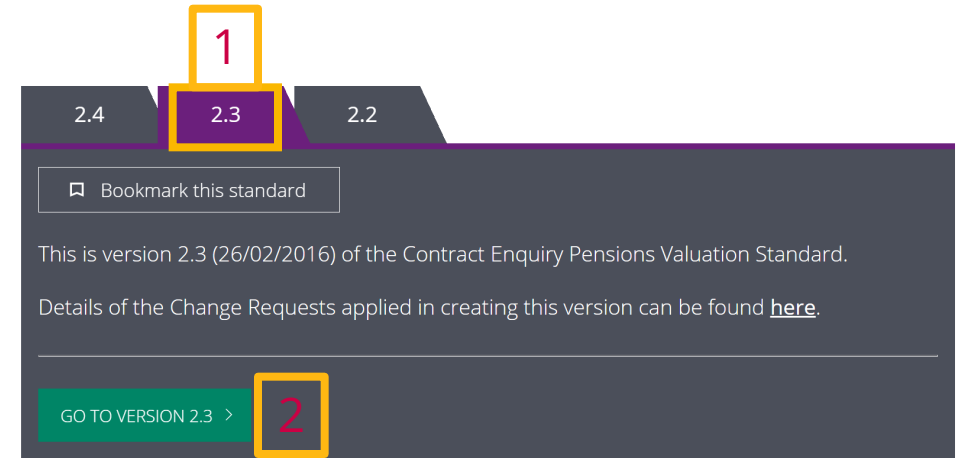 1
2.4 2.3 2.2
Bookmark this standard
This is version 2.3 (26/02/2016) of the Contract Enquiry Pensions Valuation Standard.
Details of the Change Requests applied in creating this version can be found here.
GO TO VERSION 2.3 >
2